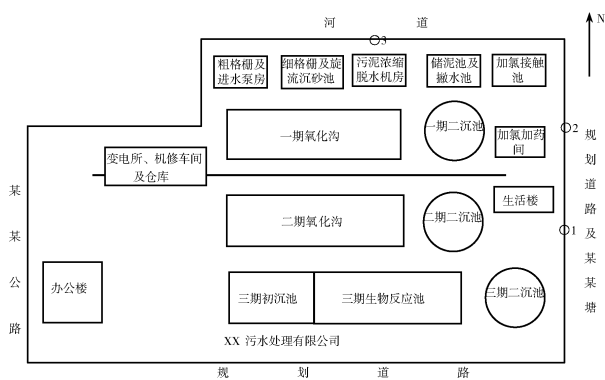 河 道
3
N
粗格栅及
进水泵房
细格栅及旋
流沉砂池
污泥浓缩
脱水机房
储泥池及
撇水池
加氯接触
池
一期氧化沟
一期二沉池
加氯加药
间
2
变电所、机修车间
及仓库
生活楼
二期氧化沟
二期二沉池
1
某某公路
规划道路及某某塘
办公楼
三期初沉池
三期生物反应池
三期二沉池
XX 污水处理有限公司
规 划 道 路